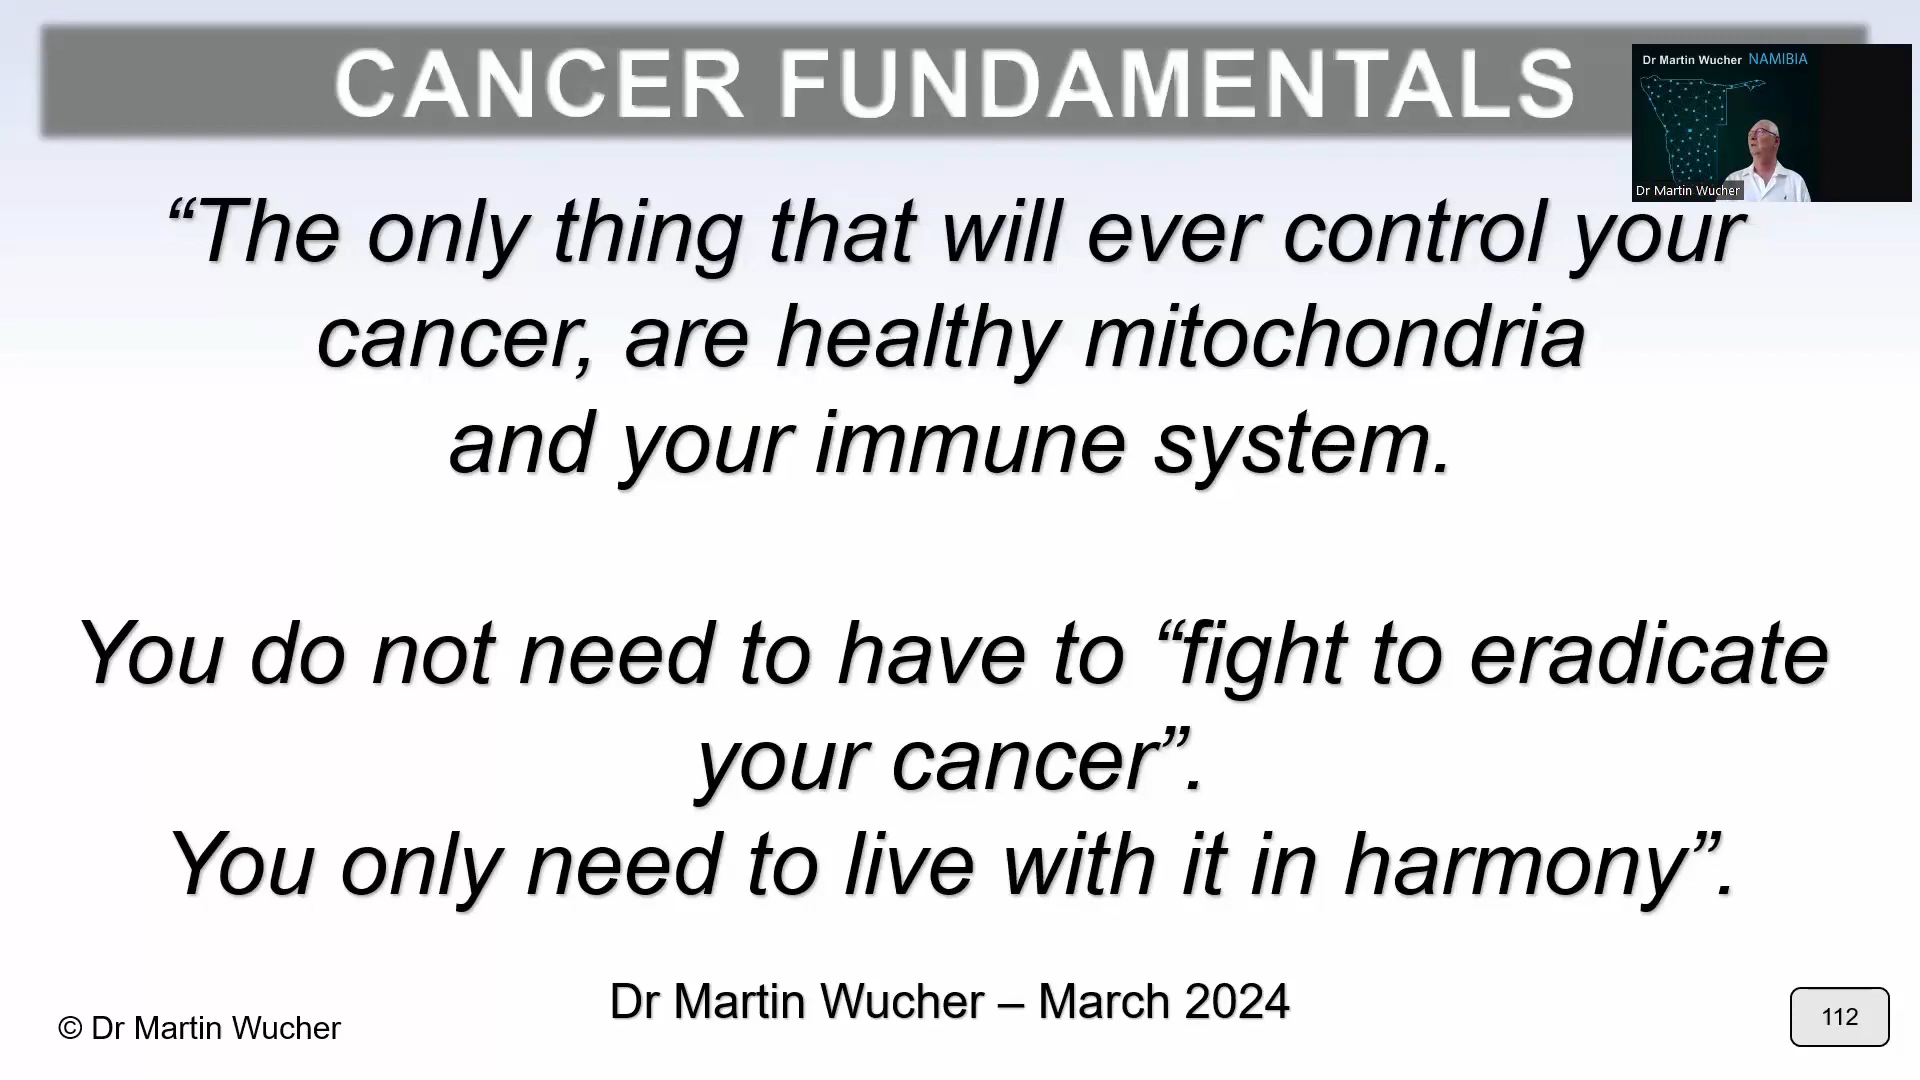 CANCER FUNDAMENTALS
Dr Martin Wucher NAMIBIA
Dr Martin Wucher
“The only thing that will ever control your
cancer, are healthy mitochondria
and your immune system.
You do not need to have to “fight to eradicate
your cancer”.
You only need to live with it in harmony”.
Dr Martin Wucher – March 2024
© Dr Martin Wucher
112